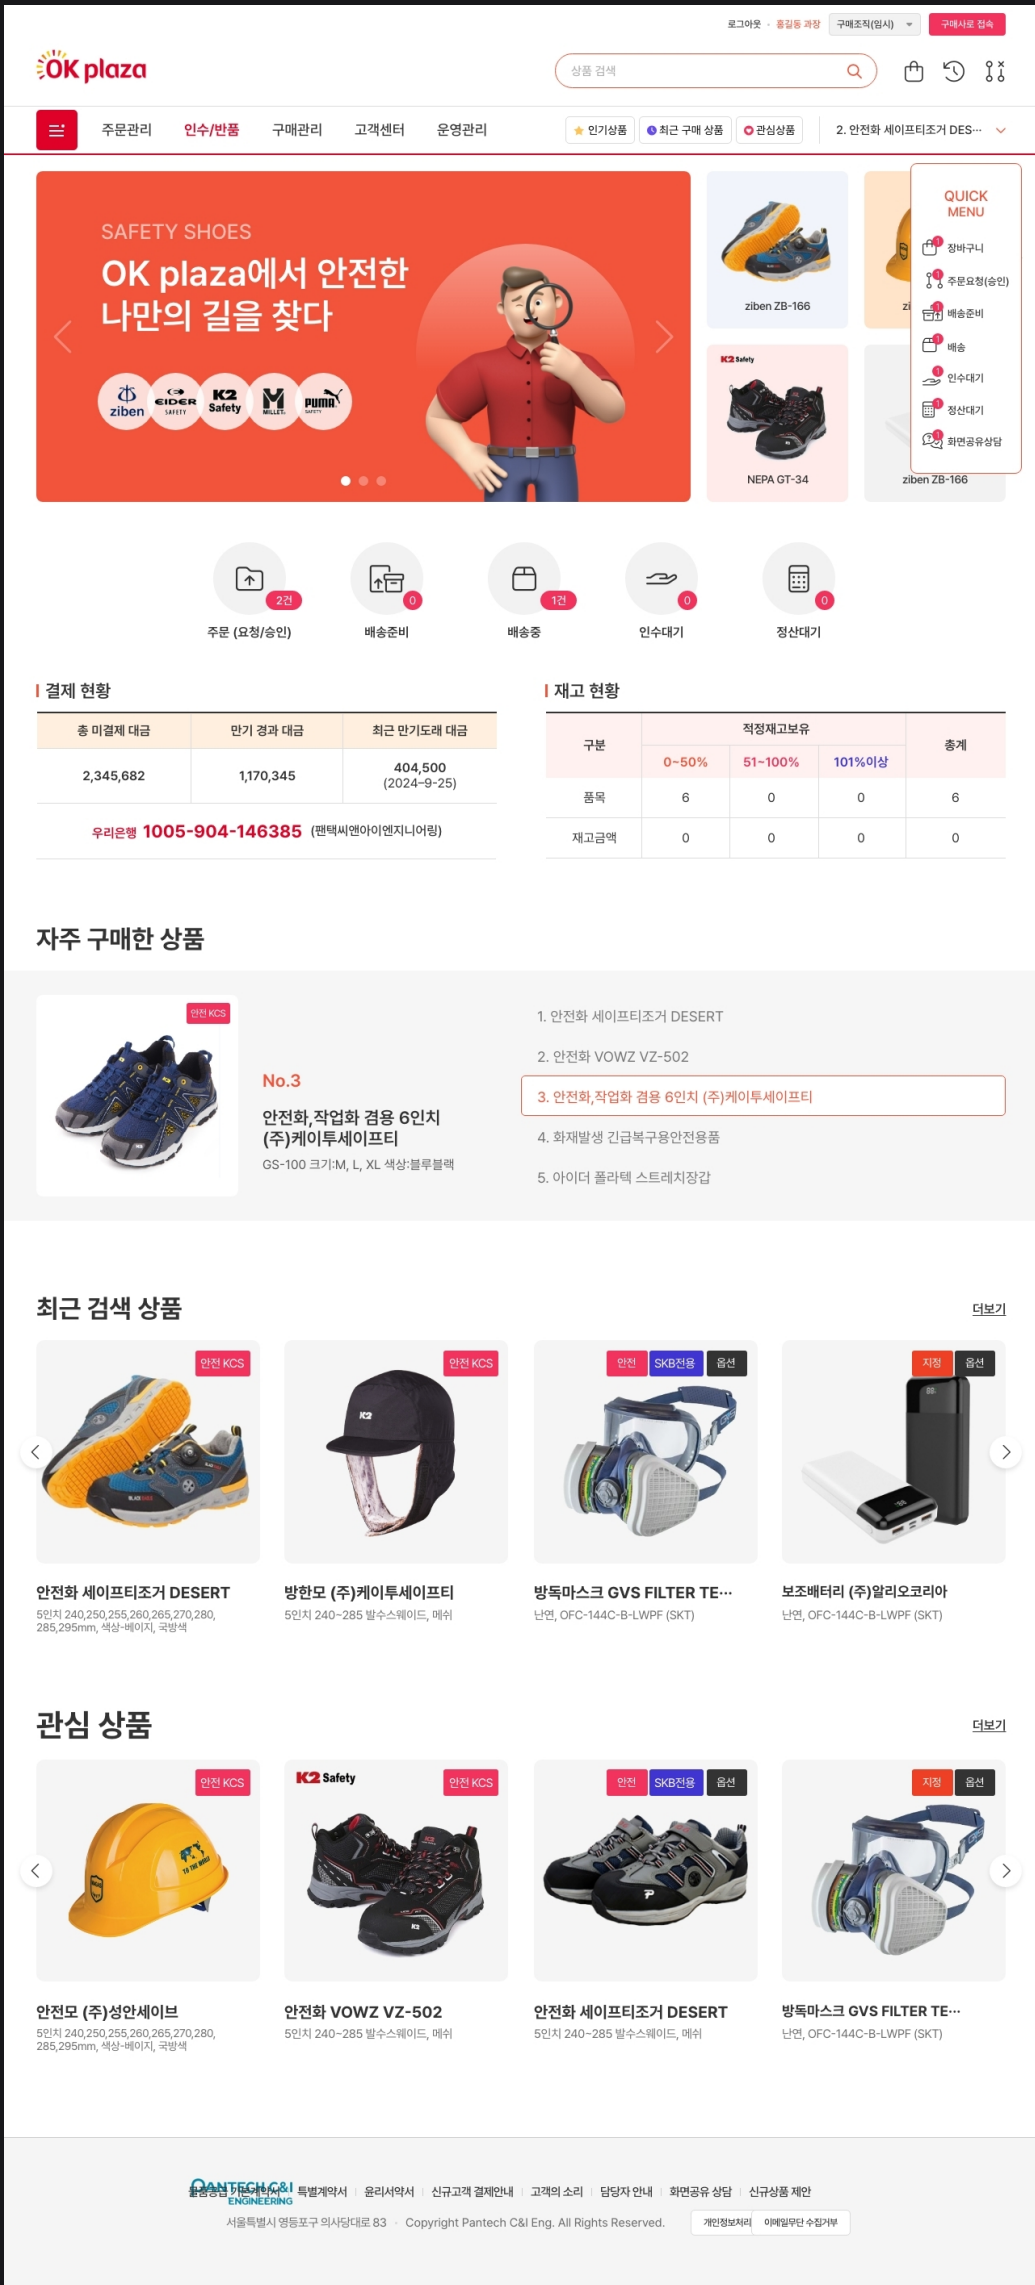 로그아웃 · 홍길동 과장 구매조직(임시) 구매사로 접속
OK plaza
상품 검색
주문관리 인수/반품 구매관리 고객센터 운영관리 인기상품 최근 구매 상품 관심상품 2. 안전화 세이프티조거 DES···
SAFETY SHOES
OK plaza에서 안전한
나만의 길을 찾다
ziben
EIDER SAFETY
K2 Safety
MILLET
PUMA SAFETY
ziben ZB-166
zi
K2 Safety
NEPA GT-34
ziben ZB-166
QUICK
MENU
1 장바구니
1 주문요청(승인)
1 배송준비
1 배송
1 인수대기
1 정산대기
1 화면공유상담
2건 0 1건 0 0
주문 (요청/승인) 배송준비 배송중 인수대기 정산대기
결제 현황
총 미결제 대금 만기 경과 대금 최근 만기도래 대금
2,345,682 1,170,345 404,500
(2024-9-25)
우리은행 1005-904-146385 (팬택씨앤아이엔지니어링)
재고 현황
구분 적정재고보유 총계
0~50% 51~100% 101%이상
품목 6 0 0 6
재고금액 0 0 0 0
자주 구매한 상품
안전 KCS
No.3
안전화,작업화 겸용 6인치
(주)케이투세이프티
GS-100 크기:M, L, XL 색상:블루블랙
1. 안전화 세이프티조거 DESERT
2. 안전화 VOWZ VZ-502
3. 안전화,작업화 겸용 6인치 (주)케이투세이프티
4. 화재발생 긴급복구용안전용품
5. 아이더 폴라텍 스트레치장갑
최근 검색 상품 더보기
안전 KCS
안전 KCS
안전 SKB전용 옵션
지정 옵션
K2
안전화 세이프티조거 DESERT
5인치 240,250,255,260,265,270,280,
285,295mm, 색상-베이지, 국방색
방한모 (주)케이투세이프티
5인치 240~285 발수스웨이드, 메쉬
방독마스크 GVS FILTER TE···
난연, OFC-144C-B-LWPF (SKT)
보조배터리 (주)알리오코리아
난연, OFC-144C-B-LWPF (SKT)
관심 상품 더보기
안전 KCS
K2 Safety 안전 KCS
안전 SKB전용 옵션
지정 옵션
TO THE WORLD
K2
안전모 (주)성안세이브
5인치 240,250,255,260,265,270,280,
285,295mm, 색상-베이지, 국방색
안전화 VOWZ VZ-502
5인치 240~285 발수스웨이드, 메쉬
안전화 세이프티조거 DESERT
5인치 240~285 발수스웨이드, 메쉬
방독마스크 GVS FILTER TE···
난연, OFC-144C-B-LWPF (SKT)
PANTECH C&I
ENGINEERING
물품공급 기본계약서 특별계약서 윤리서약서 신규고객 결제안내 고객의 소리 담당자 안내 화면공유 상담 신규상품 제안
서울특별시 영등포구 의사당대로 83 · Copyright Pantech C&I Eng. All Rights Reserved. 개인정보처리 이메일무단 수집거부